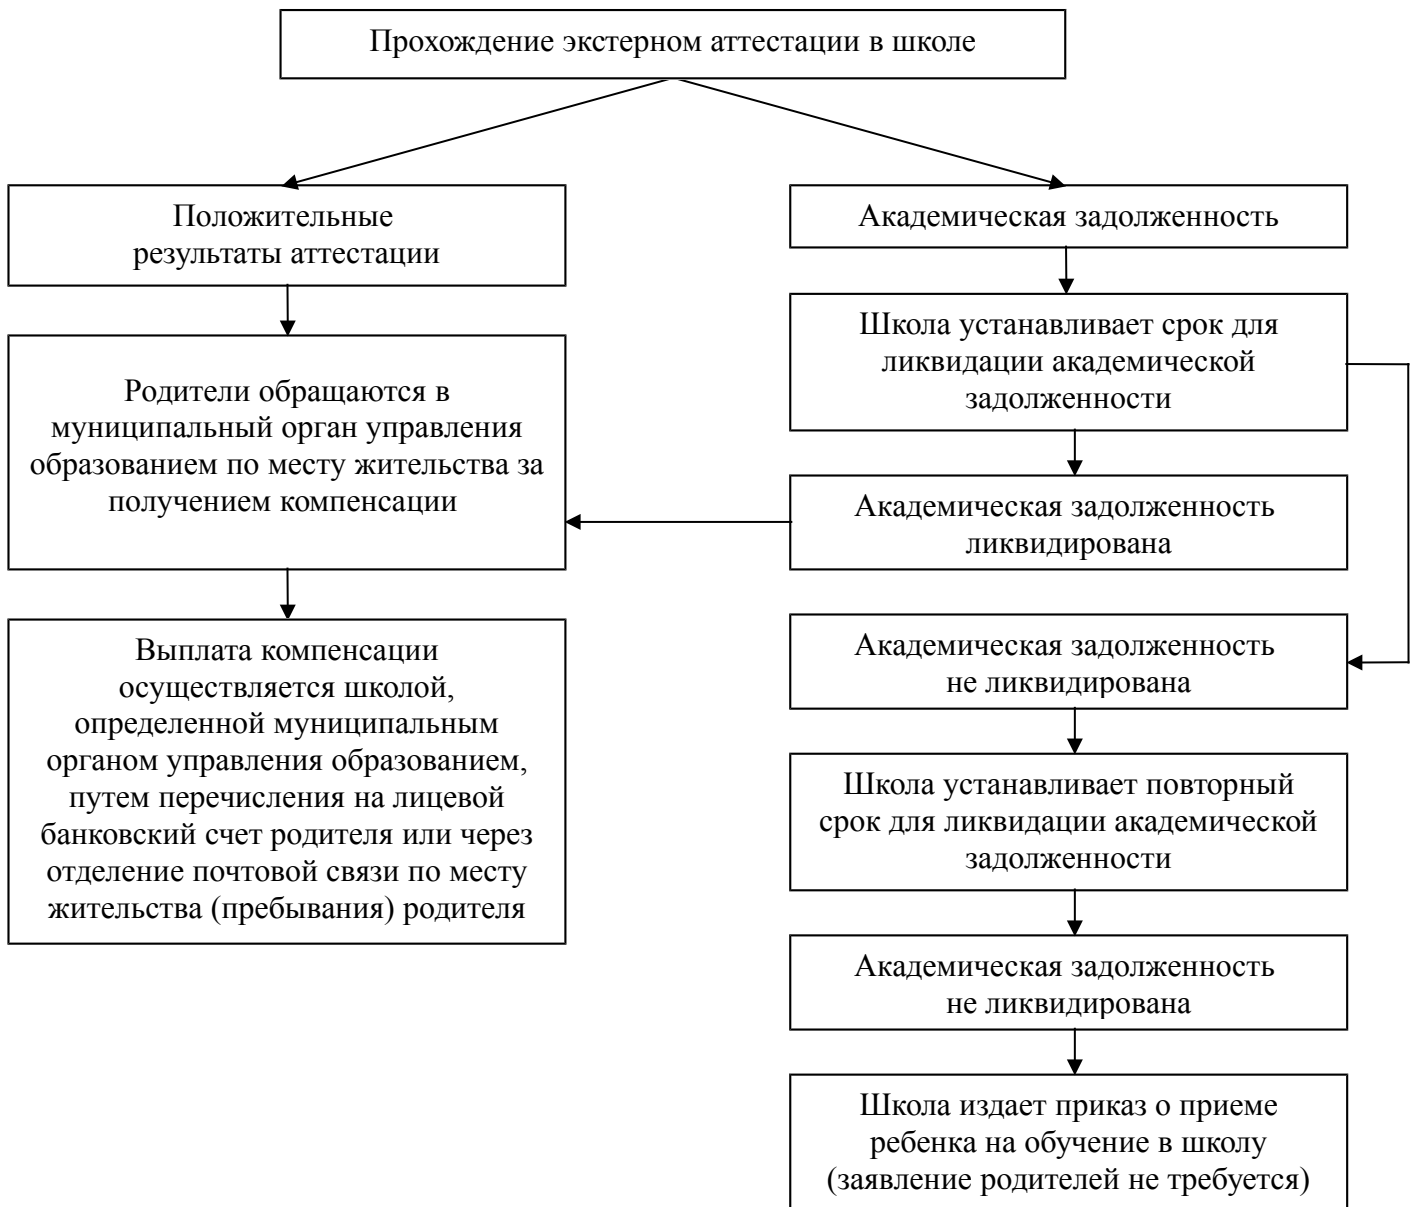 Прохождение экстерном аттестации в школе
Положительные
результаты аттестации
Родители обращаются в
муниципальный орган управления
образованием по месту жительства за
получением компенсации
Выплата компенсации
осуществляется школой,
определенной муниципальным
органом управления образованием,
путем перечисления на лицевой
банковский счет родителя или через
отделение почтовой связи по месту
жительства (пребывания) родителя
Академическая задолженность
Школа устанавливает срок для
ликвидации академической
задолженности
Академическая задолженность
ликвидирована
Академическая задолженность
не ликвидирована
Школа устанавливает повторный
срок для ликвидации академической
задолженности
Академическая задолженность
не ликвидирована
Школа издает приказ о приеме
ребенка на обучение в школу
(заявление родителей не требуется)